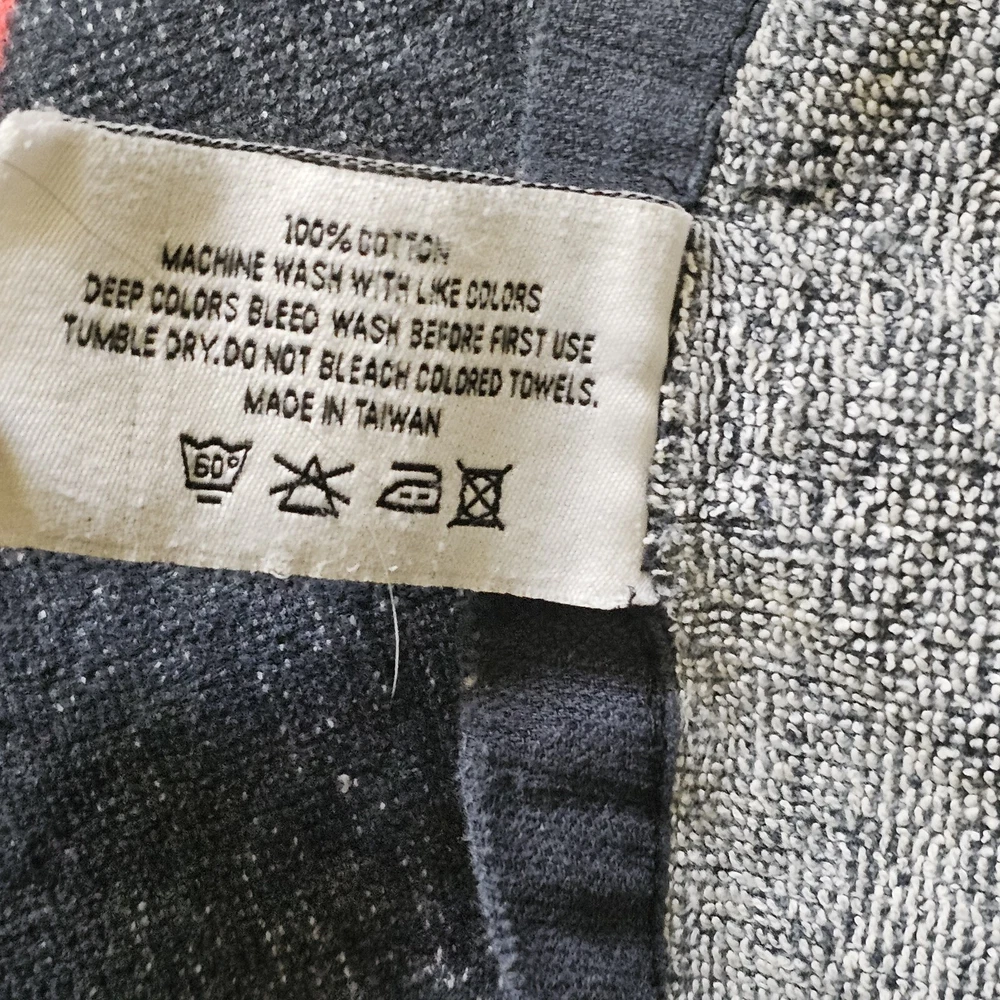 100% COTTON
MACHINE WASH WITH LIKE COLORS
DEEP COLORS BLEED WASH BEFORE FIRST USE
TUMBLE DRY.DO NOT BLEACH COLORED TOWELS.
MADE IN TAIWAN
60°